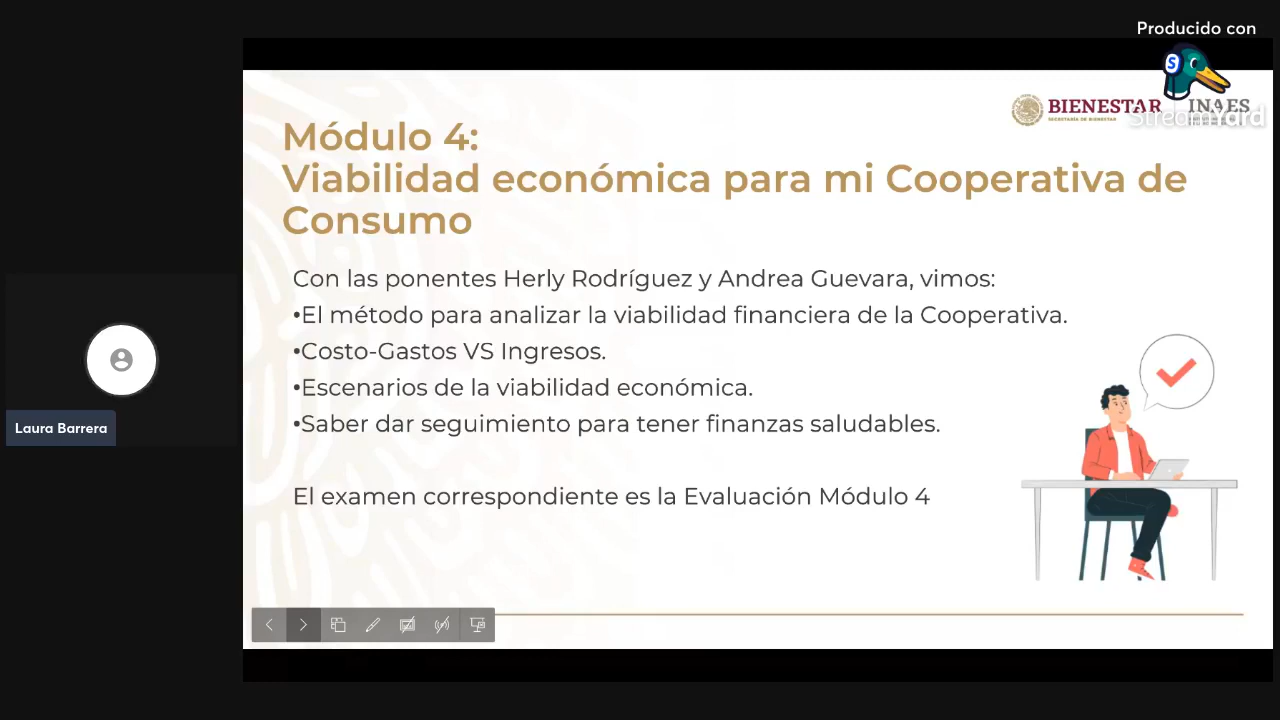 Producido con
BIENESTAR
SECRETARÍA DE BIENESTAR
INAES
StreamYard
Módulo 4:
Viabilidad económica para mi Cooperativa de
Consumo
Con las ponentes Herly Rodríguez y Andrea Guevara, vimos:
•El método para analizar la viabilidad financiera de la Cooperativa.
•Costo-Gastos VS Ingresos.
•Escenarios de la viabilidad económica.
•Saber dar seguimiento para tener finanzas saludables.
El examen correspondiente es la Evaluación Módulo 4
Laura Barrera